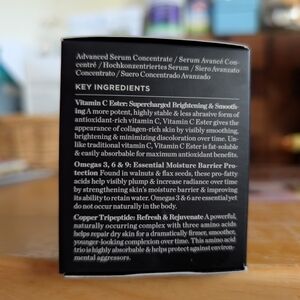 Advanced Serum Concentrate / Serum Avancé Con-
centré / Hochkonzentriertes Serum / Siero Avanzato
Concentrato / Suero Concentrado Avanzado
KEY INGREDIENTS
Vitamin C Ester: Supercharged Brightening & Smooth-
ing A more potent, highly stable & less abrasive form of
antioxidant-rich vitamin C, Vitamin C Ester gives the
appearance of collagen-rich skin by visibly smoothing,
brightening & minimizing discoloration over time. Un-
like traditional vitamin C, Vitamin C Ester is fat-soluble
& easily absorbable for maximum antioxidant benefits.
Omegas 3, 6 & 9: Essential Moisture Barrier Pro-
tection Found in walnuts & flax seeds, these pro-fatty
acids help visibly plump & increase radiance over time
by strengthening skin's moisture barrier & improving
its ability to retain water. Omegas 3 & 6 are essential yet
do not occur naturally in the body.
Copper Tripeptide: Refresh & Rejuvenate A powerful,
naturally occurring complex with three amino acids
helps repair dry skin for a dramatically firmer, smoother,
younger-looking complexion over time. This amino acid
trio is highly absorbable & helps protect against environ-
mental aggressors.